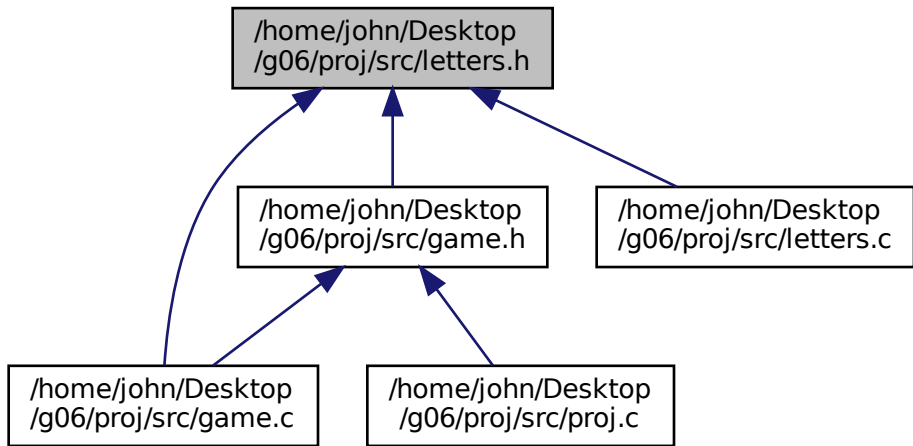 /home/john/Desktop
/g06/proj/src/letters.h
/home/john/Desktop
/g06/proj/src/game.h
/home/john/Desktop
/g06/proj/src/letters.c
/home/john/Desktop
/g06/proj/src/game.c
/home/john/Desktop
/g06/proj/src/proj.c